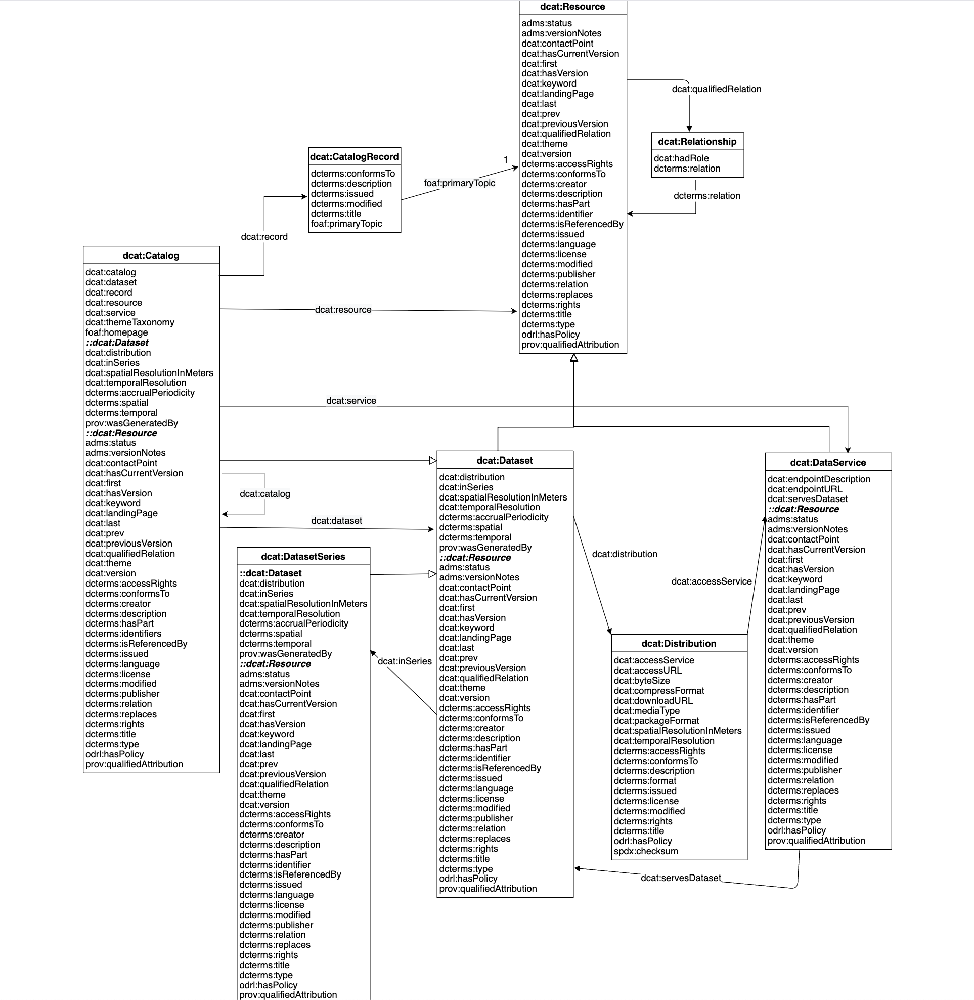 dcat:Resource
adms:status
adms:versionNotes
dcat:contactPoint
dcat:hasCurrentVersion
dcat:first
dcat:hasVersion
dcat:keyword
dcat:landingPage
dcat:last
dcat:prev
dcat:previousVersion
dcat:qualifiedRelation
dcat:theme
dcat:version
dcterms:accessRights
dcterms:conformsTo
dcterms:creator
dcterms:description
dcterms:hasPart
dcterms:identifier
dcterms:isReferencedBy
dcterms:issued
dcterms:language
dcterms:license
dcterms:modified
dcterms:publisher
dcterms:relation
dcterms:replaces
dcterms:rights
dcterms:title
dcterms:type
odrl:hasPolicy
prov:qualifiedAttribution
dcat:qualifiedRelation
dcat:Relationship
dcat:hadRole
dcterms:relation
dcterms:relation
dcat:CatalogRecord
dcterms:conformsTo
dcterms:description
dcterms:issued
dcterms:modified
dcterms:title
foaf:primaryTopic
1
foaf:primaryTopic
dcat:record
dcat:Catalog
dcat:catalog
dcat:dataset
dcat:record
dcat:resource
dcat:service
dcat:themeTaxonomy
foaf:homepage
::dcat:Dataset
dcat:distribution
dcat:inSeries
dcat:spatialResolutionInMeters
dcat:temporalResolution
dcterms:accrualPeriodicity
dcterms:spatial
dcterms:temporal
prov:wasGeneratedBy
::dcat:Resource
adms:status
adms:versionNotes
dcat:contactPoint
dcat:hasCurrentVersion
dcat:first
dcat:hasVersion
dcat:keyword
dcat:landingPage
dcat:last
dcat:prev
dcat:previousVersion
dcat:qualifiedRelation
dcat:theme
dcat:version
dcterms:accessRights
dcterms:conformsTo
dcterms:creator
dcterms:description
dcterms:hasPart
dcterms:identifiers
dcterms:isReferencedBy
dcterms:issued
dcterms:language
dcterms:license
dcterms:modified
dcterms:publisher
dcterms:relation
dcterms:replaces
dcterms:rights
dcterms:title
dcterms:type
odrl:hasPolicy
prov:qualifiedAttribution
dcat:resource
dcat:service
dcat:catalog
dcat:dataset
dcat:DatasetSeries
::dcat:Dataset
dcat:distribution
dcat:inSeries
dcat:spatialResolutionInMeters
dcat:temporalResolution
dcterms:accrualPeriodicity
dcterms:spatial
dcterms:temporal
prov:wasGeneratedBy
::dcat:Resource
adms:status
adms:versionNotes
dcat:contactPoint
dcat:hasCurrentVersion
dcat:first
dcat:hasVersion
dcat:keyword
dcat:landingPage
dcat:last
dcat:prev
dcat:previousVersion
dcat:qualifiedRelation
dcat:theme
dcat:version
dcterms:accessRights
dcterms:conformsTo
dcterms:creator
dcterms:description
dcterms:hasPart
dcterms:identifier
dcterms:isReferencedBy
dcterms:issued
dcterms:language
dcterms:license
dcterms:modified
dcterms:publisher
dcterms:relation
dcterms:replaces
dcterms:rights
dcterms:title
dcterms:type
odrl:hasPolicy
prov:qualifiedAttribution
dcat:inSeries
dcat:Dataset
dcat:distribution
dcat:inSeries
dcat:spatialResolutionInMeters
dcat:temporalResolution
dcterms:accrualPeriodicity
dcterms:spatial
dcterms:temporal
prov:wasGeneratedBy
::dcat:Resource
adms:status
adms:versionNotes
dcat:contactPoint
dcat:hasCurrentVersion
dcat:first
dcat:hasVersion
dcat:keyword
dcat:landingPage
dcat:last
dcat:prev
dcat:previousVersion
dcat:qualifiedRelation
dcat:theme
dcat:version
dcterms:accessRights
dcterms:conformsTo
dcterms:creator
dcterms:description
dcterms:hasPart
dcterms:identifier
dcterms:isReferencedBy
dcterms:issued
dcterms:language
dcterms:license
dcterms:modified
dcterms:publisher
dcterms:relation
dcterms:replaces
dcterms:rights
dcterms:title
dcterms:type
odrl:hasPolicy
prov:qualifiedAttribution
dcat:distribution
dcat:accessService
dcat:Distribution
dcat:accessService
dcat:accessURL
dcat:byteSize
dcat:compressFormat
dcat:downloadURL
dcat:mediaType
dcat:packageFormat
dcat:spatialResolutionInMeters
dcat:temporalResolution
dcterms:accessRights
dcterms:conformsTo
dcterms:description
dcterms:format
dcterms:issued
dcterms:license
dcterms:modified
dcterms:rights
dcterms:title
odrl:hasPolicy
spdx:checksum
dcat:DataService
dcat:endpointDescription
dcat:endpointURL
dcat:servesDataset
::dcat:Resource
adms:status
adms:versionNotes
dcat:contactPoint
dcat:hasCurrentVersion
dcat:first
dcat:hasVersion
dcat:keyword
dcat:landingPage
dcat:last
dcat:prev
dcat:previousVersion
dcat:qualifiedRelation
dcat:theme
dcat:version
dcterms:accessRights
dcterms:conformsTo
dcterms:creator
dcterms:description
dcterms:hasPart
dcterms:identifier
dcterms:isReferencedBy
dcterms:issued
dcterms:language
dcterms:license
dcterms:modified
dcterms:publisher
dcterms:relation
dcterms:replaces
dcterms:rights
dcterms:title
dcterms:type
odrl:hasPolicy
prov:qualifiedAttribution
dcat:servesDataset